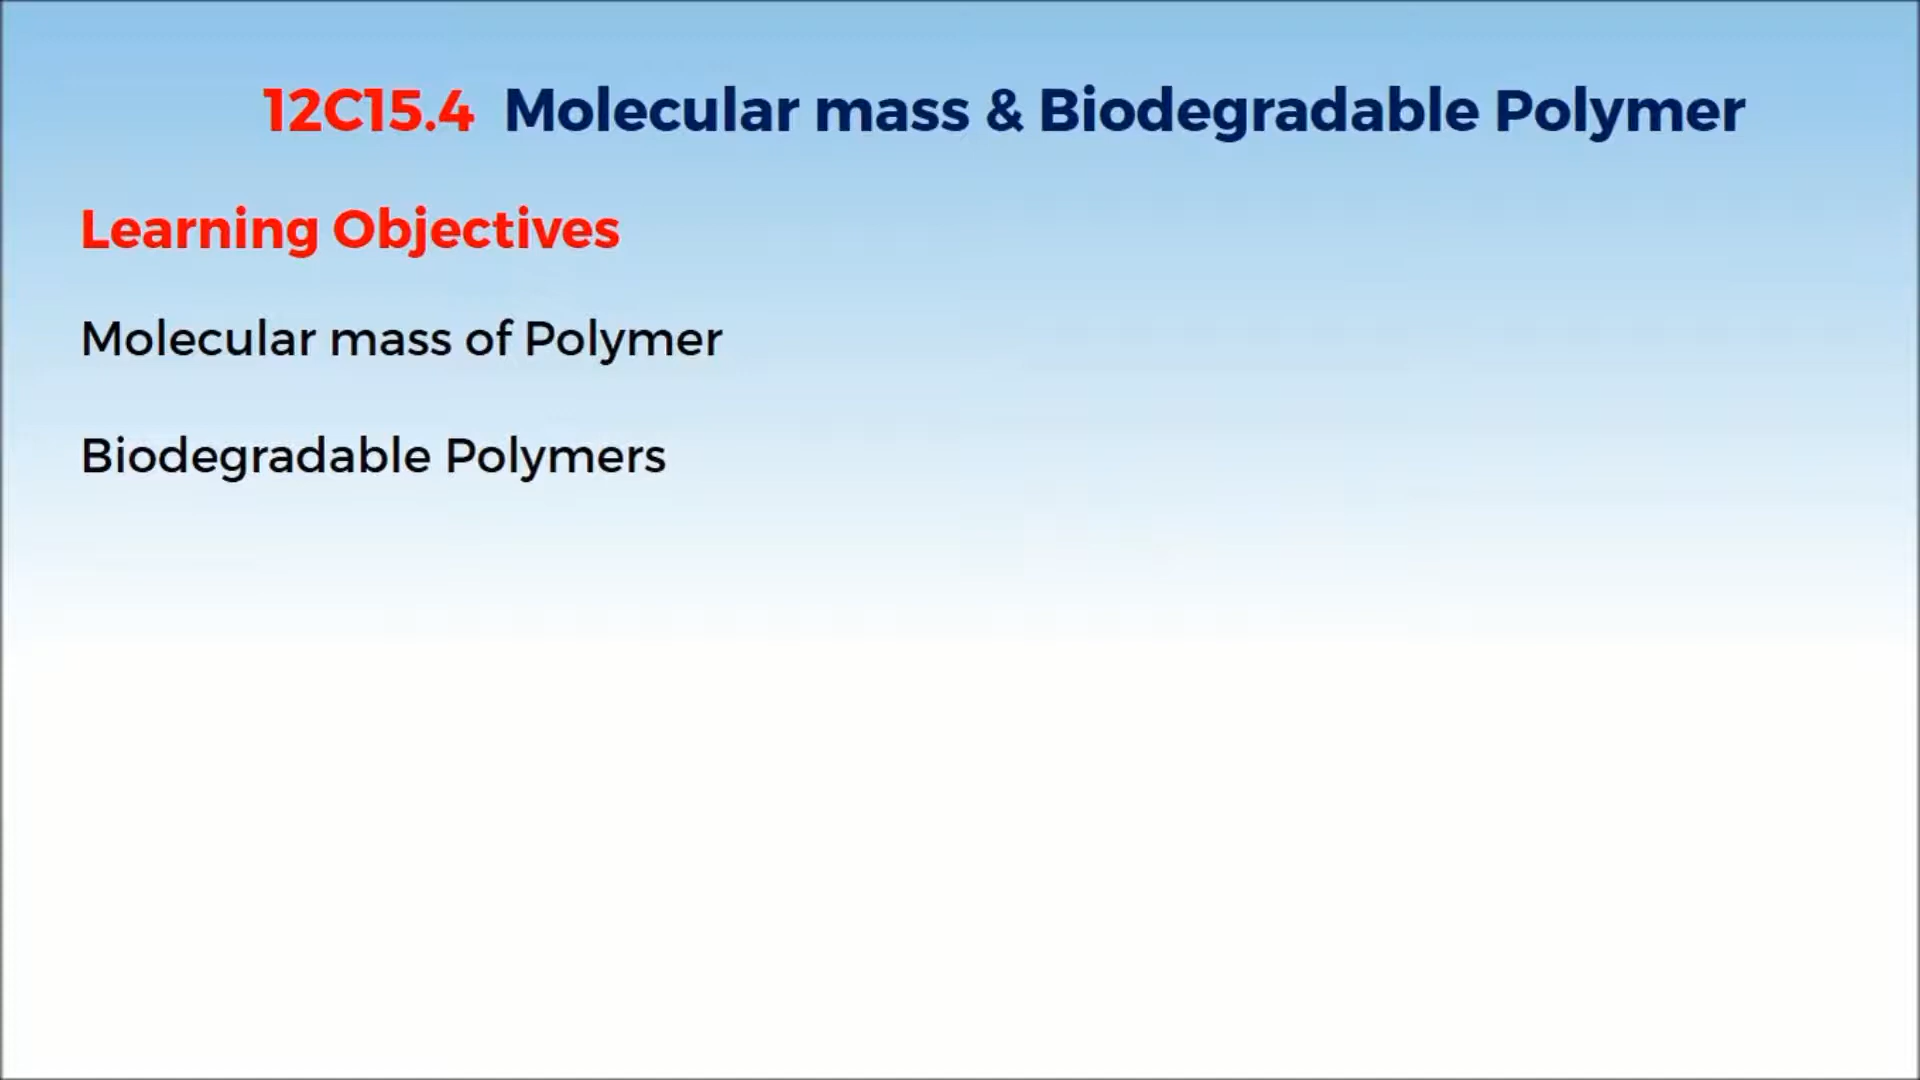 12C15.4 Molecular mass & Biodegradable Polymer
Learning Objectives
Molecular mass of Polymer
Biodegradable Polymers